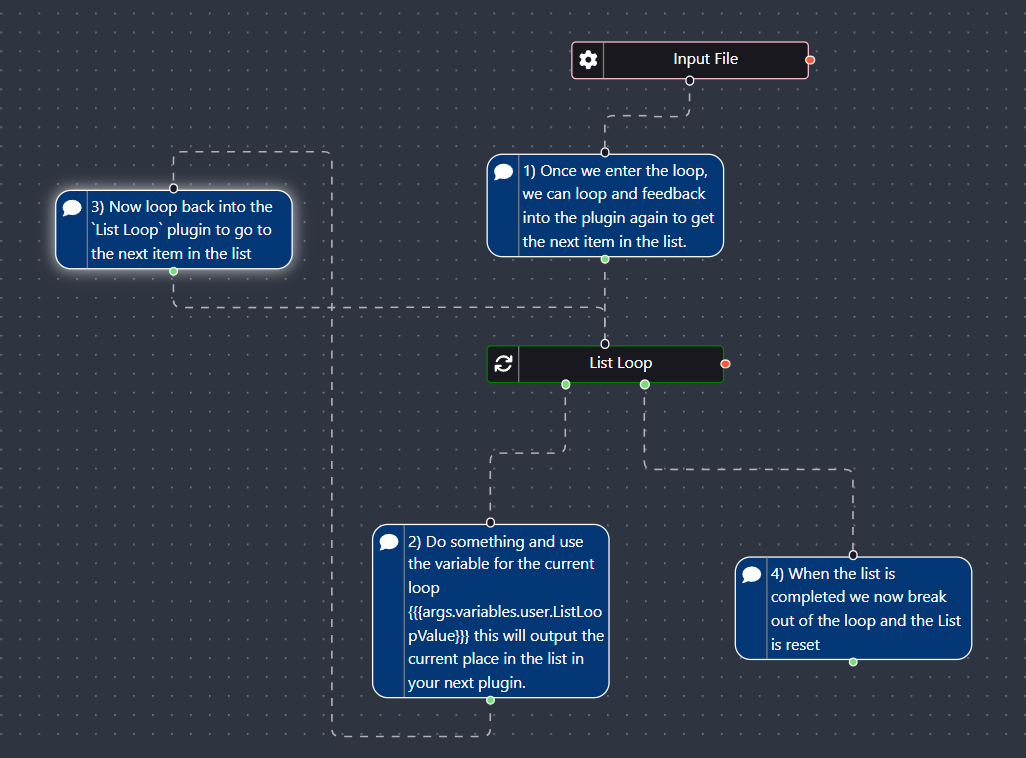 Input File
1) Once we enter the loop,
we can loop and feedback
into the plugin again to get
the next item in the list.
3) Now loop back into the
`List Loop` plugin to go to
the next item in the list
List Loop
2) Do something and use
the variable for the current
loop
{{{args.variables.user.ListLoo
pValue}}} this will output the
current place in the list in
your next plugin.
4) When the list is
completed we now break
out of the loop and the List
is reset